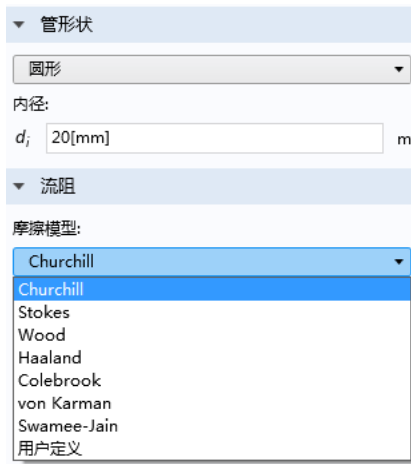 管形状
圆形
内径:
di 20[mm] m
流阻
摩擦模型:
Churchill
Churchill
Stokes
Wood
Haaland
Colebrook
von Karman
Swamee-Jain
用户定义